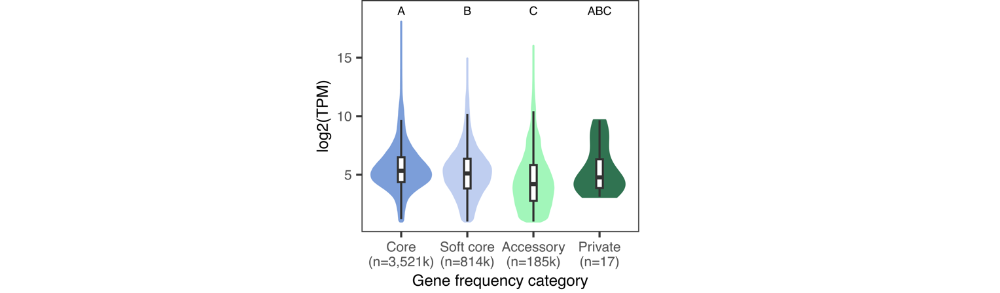 A B C ABC
15
10
5
log2(TPM)
Core Soft core Accessory Private
(n=3,521k) (n=814k) (n=185k) (n=17)
Gene frequency category